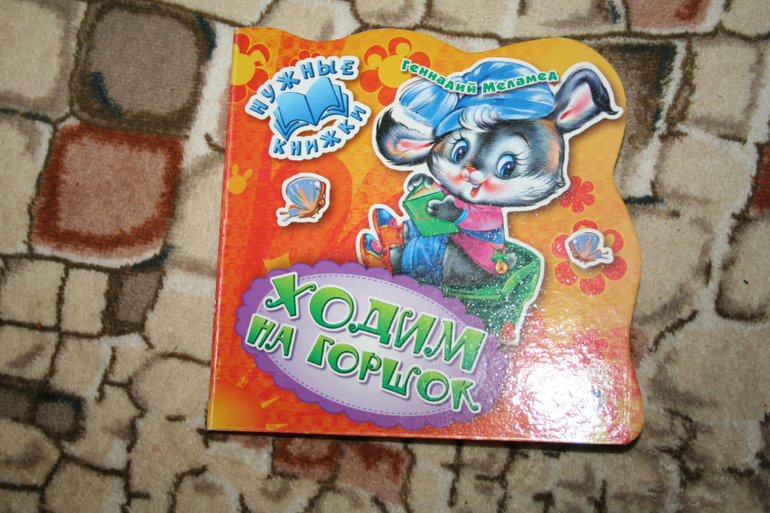 Геннадий Меламед
НУЖНЫЕ
КНИЖКИ
ХОДИМ
НА ГОРШОК